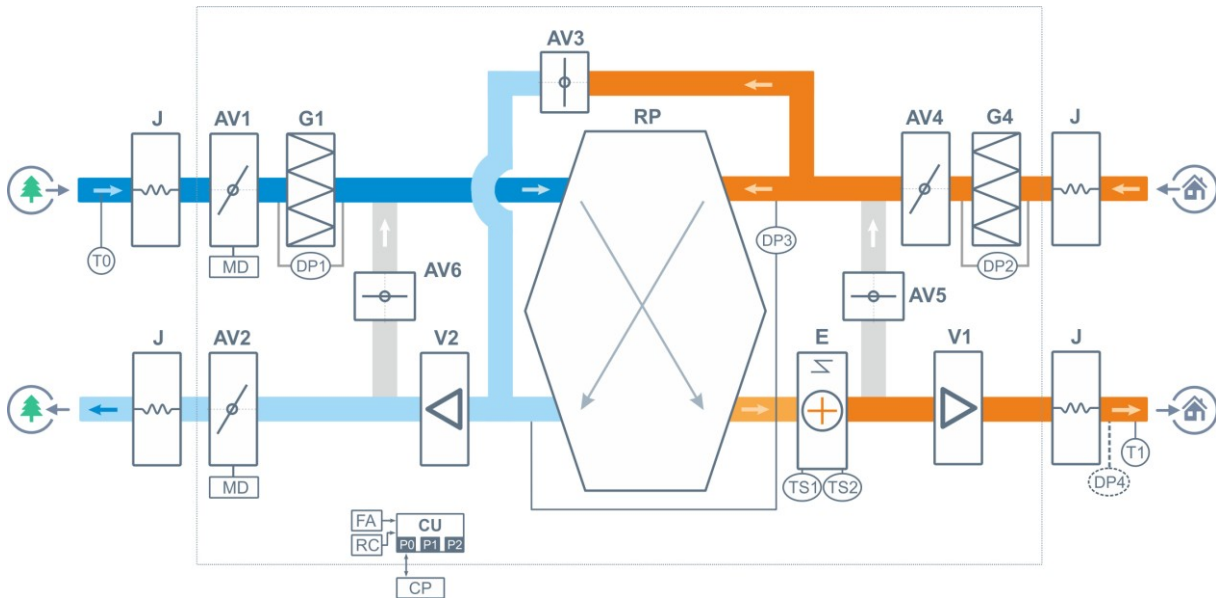 AV3
J
AV1
G1
RP
AV4
G4
J
T0
MD
DP1
DP3
DP2
AV6
AV5
J
AV2
V2
E
V1
J
MD
TS1
TS2
DP4
T1
FA
RC
CU
P0 P1 P2
CP